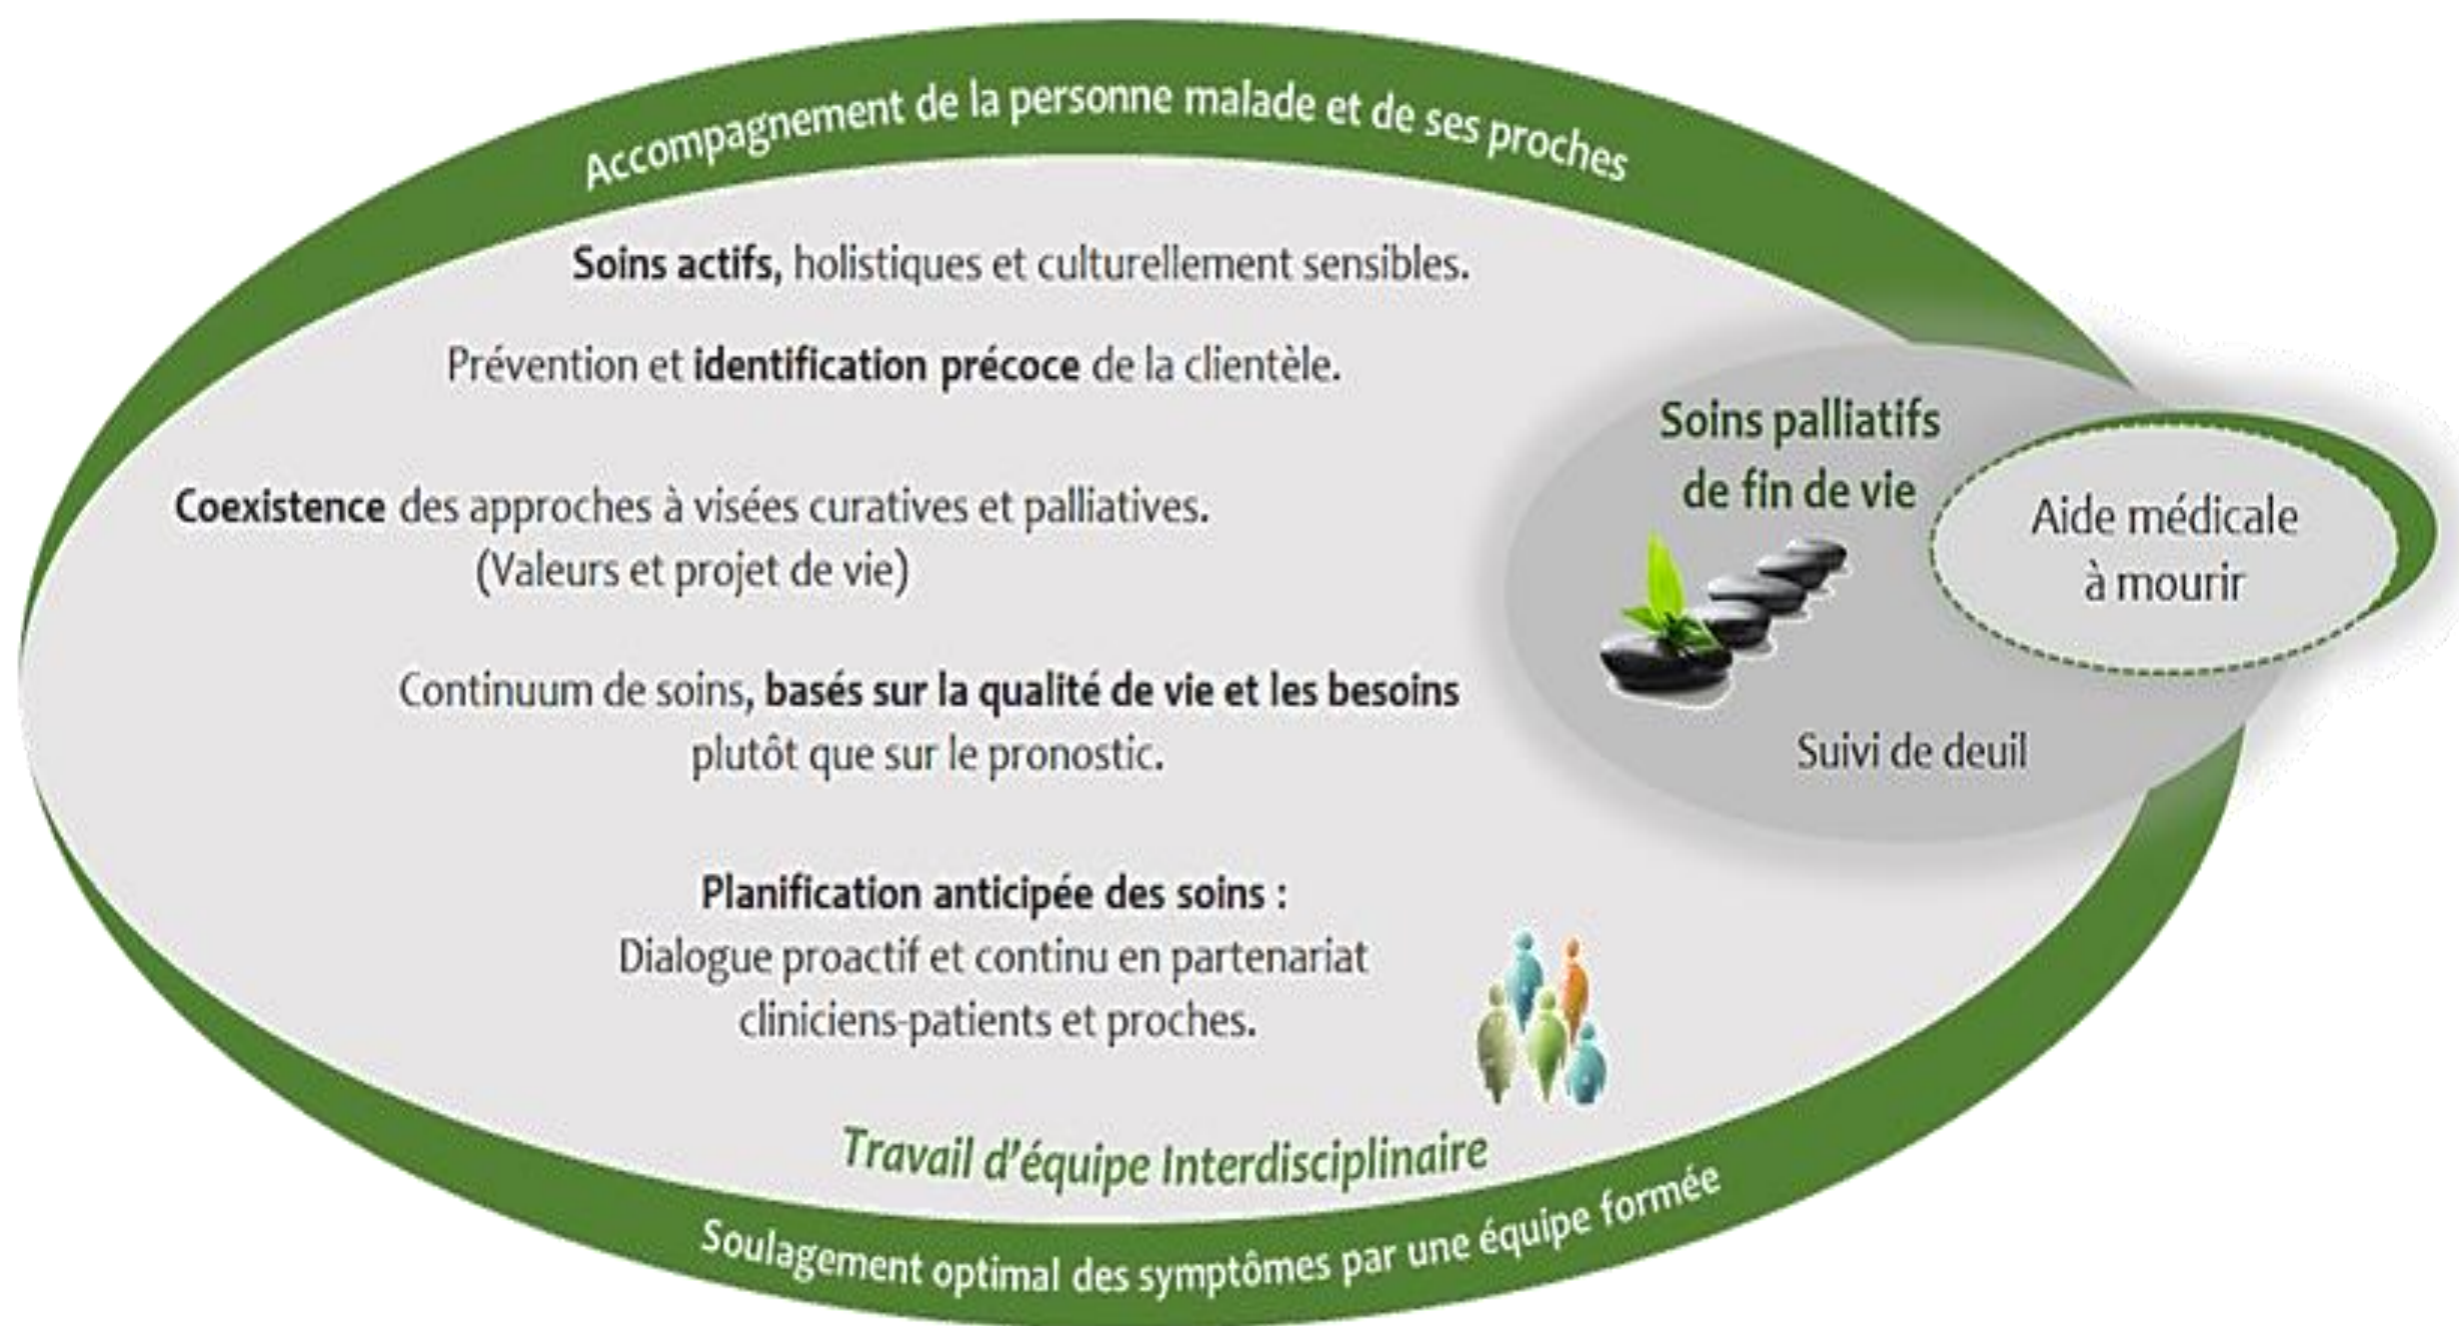 Accompagnement de la personne malade et de ses proches
Soins actifs, holistiques et culturellement sensibles.
Prévention et identification précoce de la clientèle.
Coexistence des approches à visées curatives et palliatives.
(Valeurs et projet de vie)
Continuum de soins, basés sur la qualité de vie et les besoins
plutôt que sur le pronostic.
Planification anticipée des soins :
Dialogue proactif et continu en partenariat
cliniciens-patients et proches.
Travail d'équipe Interdisciplinaire
Soulagement optimal des symptômes par une équipe formée
Soins palliatifs
de fin de vie
Suivi de deuil
Aide médicale
à mourir